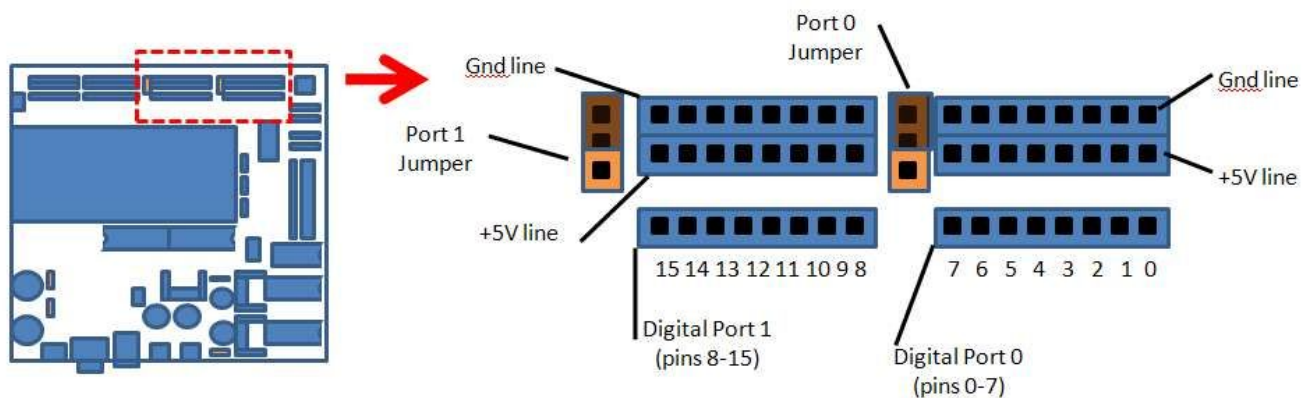 Port 0
Jumper
Gnd line
Gnd line
Port 1
Jumper
+5V line
+5V line
15 14 13 12 11 10 9 8
7 6 5 4 3 2 1 0
Digital Port 1
(pins 8-15)
Digital Port 0
(pins 0-7)